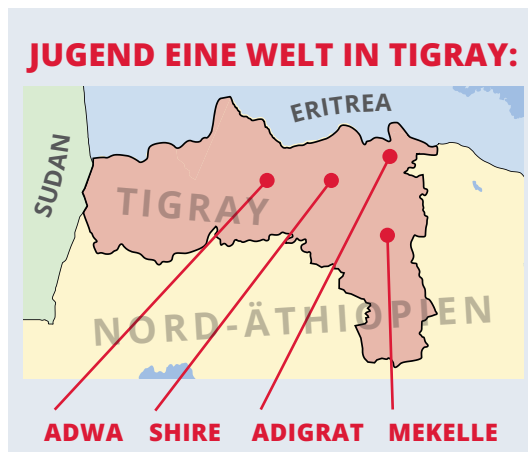 JUGEND EINE WELT IN TIGRAY:
ERITREA
SUDAN
TIGRAY
NORD-ÄTHIOPIEN
ADWA SHIRE ADIGRAT MEKELLE